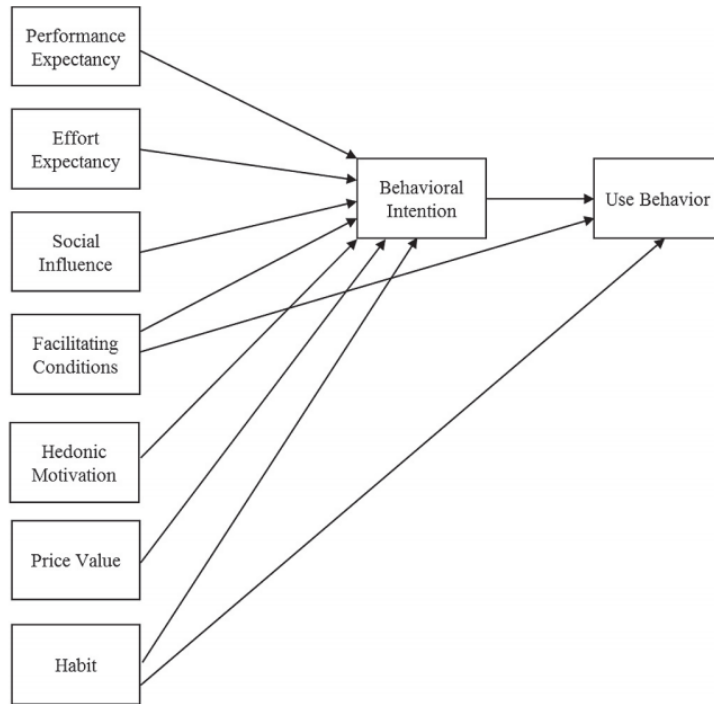 Performance
Expectancy
Effort
Expectancy
Social
Influence
Facilitating
Conditions
Hedonic
Motivation
Price Value
Habit
Behavioral
Intention
Use Behavior